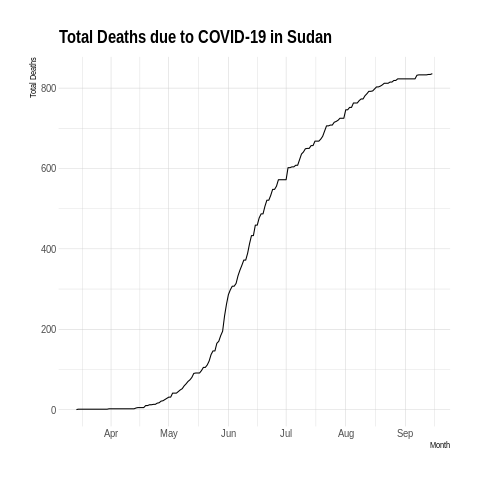 Total Deaths due to COVID-19 in Sudan
Total Deaths
800
600
400
200
0
Apr May Jun Jul Aug Sep
Month